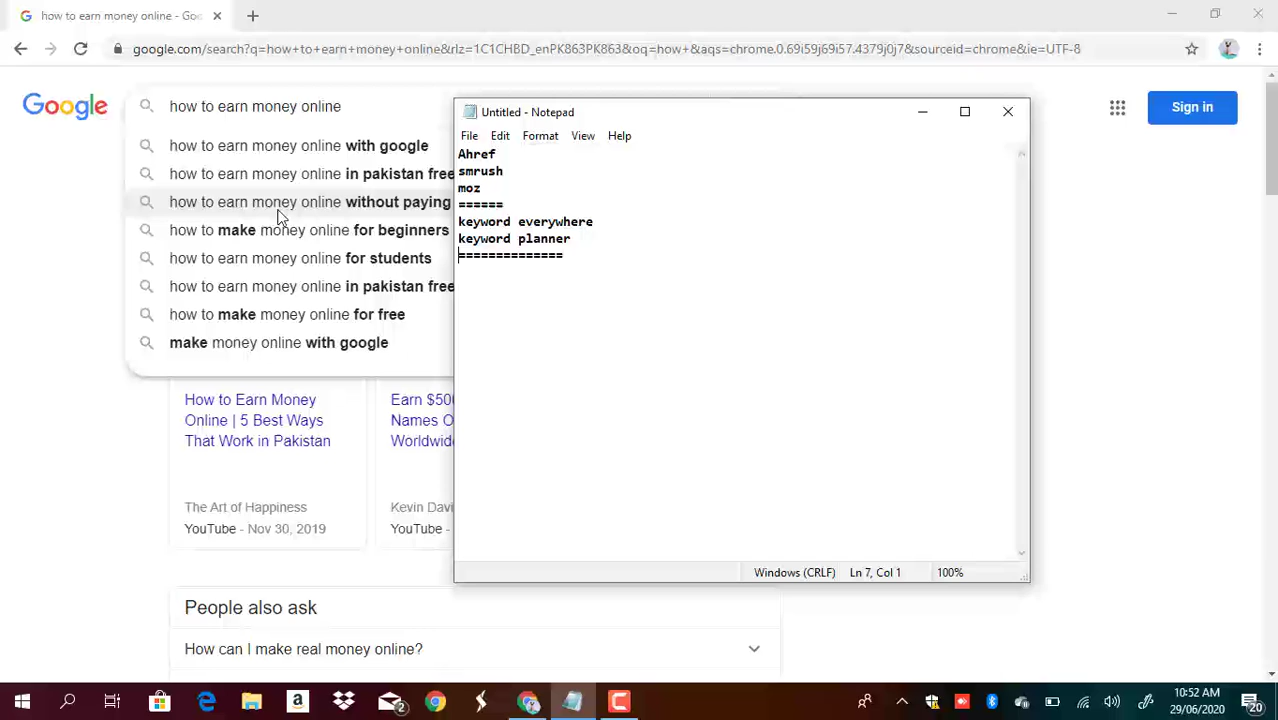 how to earn money online - Goo
google.com/search?q=how+to+earn+money+online&rlz=1C1CHBD_enPK863PK863&oq=how+&aqs=chrome.0.69i59j69i57.4379j0j7&sourceid=chrome&ie=UTF-8
Google
how to earn money online
Sign in
how to earn money online with google
how to earn money online in pakistan free
how to earn money online without paying
how to make money online for beginners
how to earn money online for students
how to earn money online in pakistan free
how to make money online for free
make money online with google
Untitled - Notepad
File Edit Format View Help
Ahref
smrush
moz
======
keyword everywhere
keyword planner
==============
Windows (CRLF) Ln 7, Col 1 100%
How to Earn Money
Online | 5 Best Ways
That Work in Pakistan
The Art of Happiness
YouTube - Nov 30, 2019
Earn $50
Names O
Worldwide
Kevin Davi
YouTube -
People also ask
How can I make real money online?
2
10:52 AM
29/06/2020
20